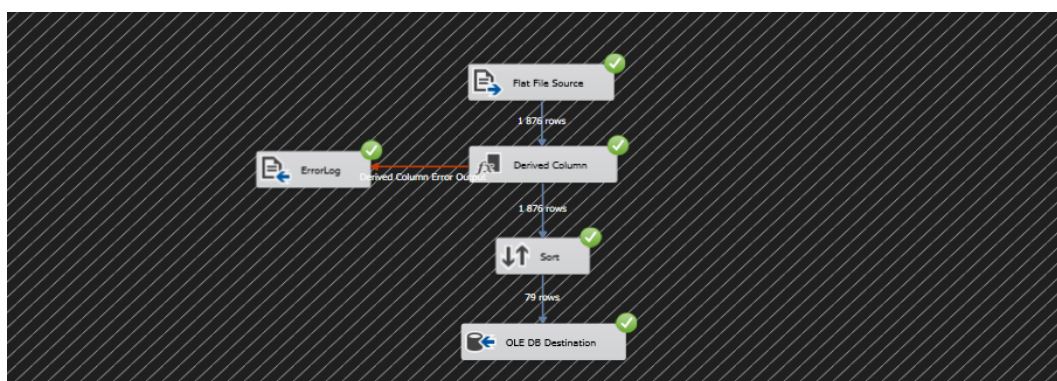 Flat File Source
1 876 rows
Derived Column
ErrorLog
Derived Column Error Output
1 876 rows
Sort
79 rows
OLE DB Destination